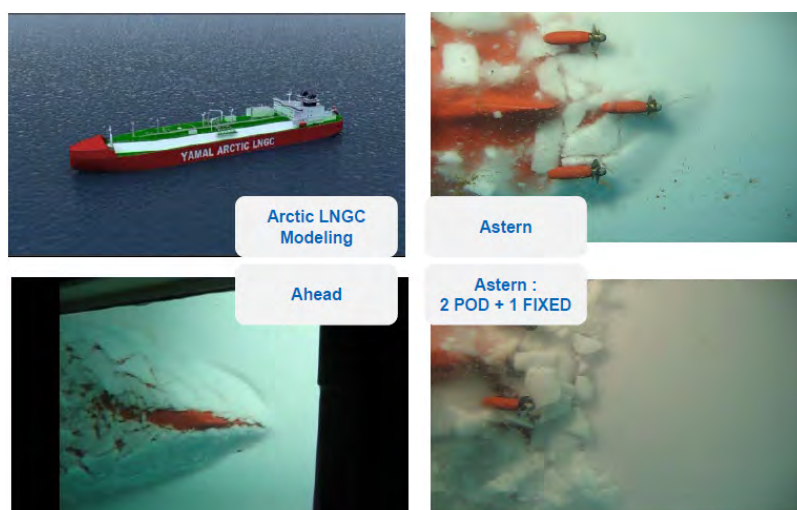 YAMAL ARCTIC LNGC
Arctic LNGC
Modeling
Astern
Ahead
Astern :
2 POD + 1 FIXED